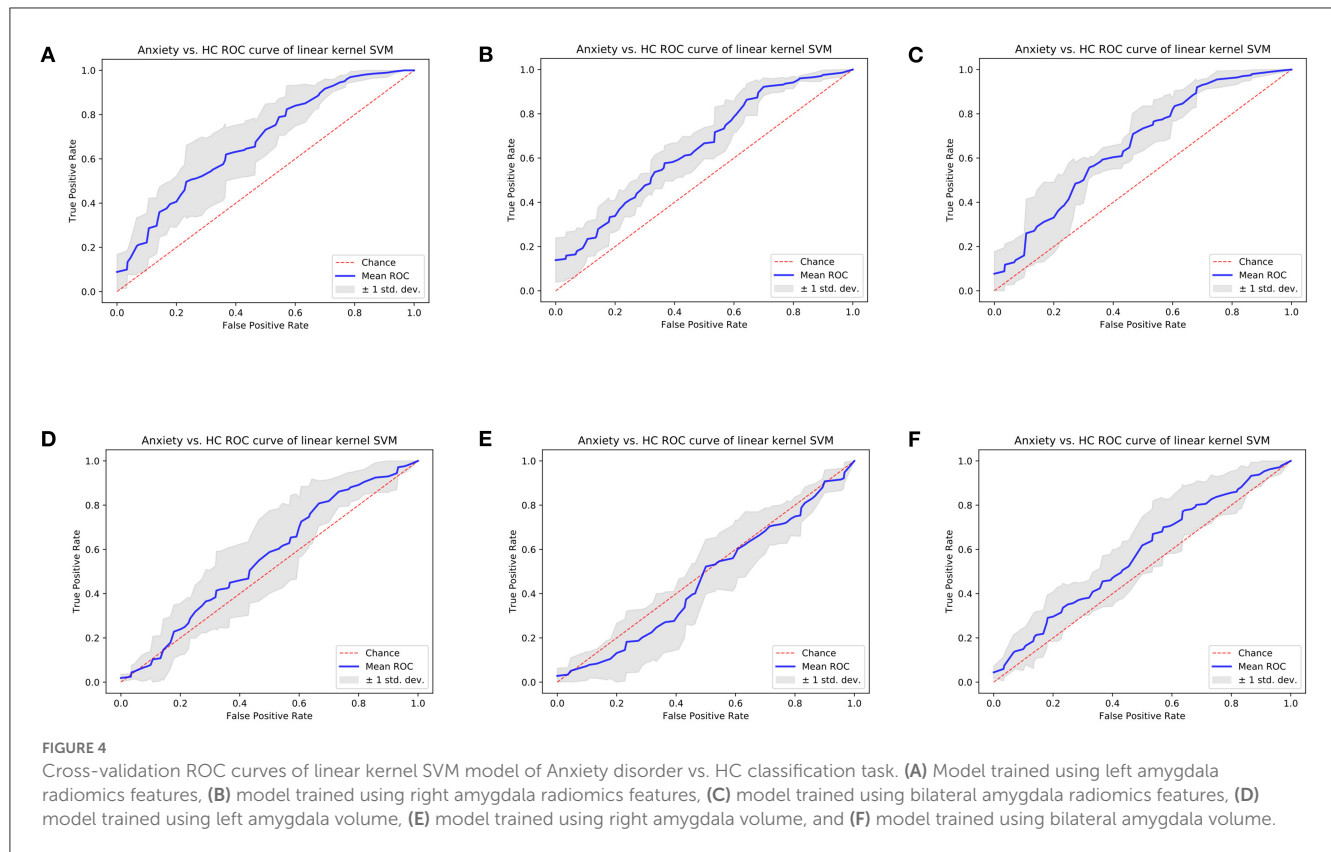 A
Anxiety vs. HC ROC curve of linear kernel SVM
1.0
0.8
0.6
0.4
0.2
0.0
True Positive Rate
0.0 0.2 0.4 0.6 0.8 1.0
False Positive Rate
Chance
Mean ROC
± 1 std. dev.
B
Anxiety vs. HC ROC curve of linear kernel SVM
1.0
0.8
0.6
0.4
0.2
0.0
True Positive Rate
0.0 0.2 0.4 0.6 0.8 1.0
False Positive Rate
Chance
Mean ROC
± 1 std. dev.
C
Anxiety vs. HC ROC curve of linear kernel SVM
1.0
0.8
0.6
0.4
0.2
0.0
True Positive Rate
0.0 0.2 0.4 0.6 0.8 1.0
False Positive Rate
Chance
Mean ROC
± 1 std. dev.
D
Anxiety vs. HC ROC curve of linear kernel SVM
1.0
0.8
0.6
0.4
0.2
0.0
True Positive Rate
0.0 0.2 0.4 0.6 0.8 1.0
False Positive Rate
Chance
Mean ROC
± 1 std. dev.
E
Anxiety vs. HC ROC curve of linear kernel SVM
1.0
0.8
0.6
0.4
0.2
0.0
True Positive Rate
0.0 0.2 0.4 0.6 0.8 1.0
False Positive Rate
Chance
Mean ROC
± 1 std. dev.
F
Anxiety vs. HC ROC curve of linear kernel SVM
1.0
0.8
0.6
0.4
0.2
0.0
True Positive Rate
0.0 0.2 0.4 0.6 0.8 1.0
False Positive Rate
Chance
Mean ROC
± 1 std. dev.
FIGURE 4
Cross-validation ROC curves of linear kernel SVM model of Anxiety disorder vs. HC classification task. (A) Model trained using left amygdala
radiomics features, (B) model trained using right amygdala radiomics features, (C) model trained using bilateral amygdala radiomics features, (D)
model trained using left amygdala volume, (E) model trained using right amygdala volume, and (F) model trained using bilateral amygdala volume.